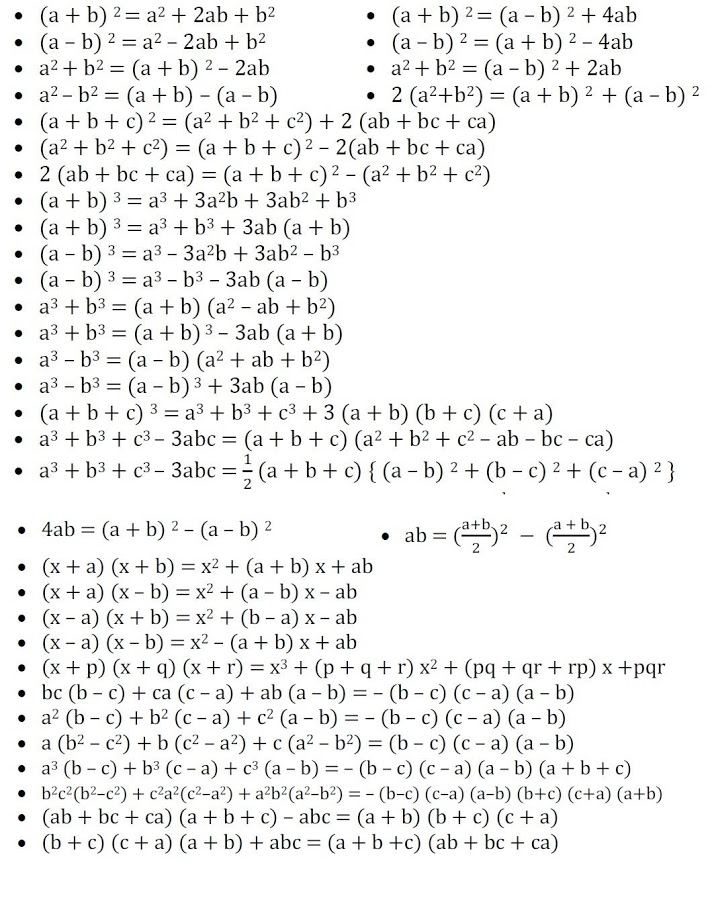 • (a + b) ² = a² + 2ab + b²
• (a + b) ² = (a – b) ² + 4ab
• (a – b) ² = a² – 2ab + b²
• (a – b) ² = (a + b) ² – 4ab
• a² + b² = (a + b) ² – 2ab
• a² + b² = (a – b) ² + 2ab
• a² – b² = (a + b) – (a – b)
• 2 (a²+b²) = (a + b) ² + (a – b) ²
• (a + b + c) ² = (a² + b² + c²) + 2 (ab + bc + ca)
• (a² + b² + c²) = (a + b + c) ² – 2(ab + bc + ca)
• 2 (ab + bc + ca) = (a + b + c) ² – (a² + b² + c²)
• (a + b) ³ = a³ + 3a²b + 3ab² + b³
• (a + b) ³ = a³ + b³ + 3ab (a + b)
• (a – b) ³ = a³ – 3a²b + 3ab² – b³
• (a – b) ³ = a³ – b³ – 3ab (a – b)
• a³ + b³ = (a + b) (a² – ab + b²)
• a³ + b³ = (a + b) ³ – 3ab (a + b)
• a³ – b³ = (a – b) (a² + ab + b²)
• a³ – b³ = (a – b) ³ + 3ab (a – b)
• (a + b + c) ³ = a³ + b³ + c³ + 3 (a + b) (b + c) (c + a)
• a³ + b³ + c³ – 3abc = (a + b + c) (a² + b² + c² – ab – bc – ca)
• a³ + b³ + c³ – 3abc = 1/2 (a + b + c) { (a – b) ² + (b – c) ² + (c – a) ² }
• 4ab = (a + b) ² – (a – b) ²
• ab = ((a+b)/2)² – ((a + b)/2)²
• (x + a) (x + b) = x² + (a + b) x + ab
• (x + a) (x – b) = x² + (a – b) x – ab
• (x – a) (x + b) = x² + (b – a) x – ab
• (x – a) (x – b) = x² – (a + b) x + ab
• (x + p) (x + q) (x + r) = x³ + (p + q + r) x² + (pq + qr + rp) x +pqr
• bc (b – c) + ca (c – a) + ab (a – b) = – (b – c) (c – a) (a – b)
• a² (b – c) + b² (c – a) + c² (a – b) = – (b – c) (c – a) (a – b)
• a (b² – c²) + b (c² – a²) + c (a² – b²) = (b – c) (c – a) (a – b)
• a³ (b – c) + b³ (c – a) + c³ (a – b) = – (b – c) (c – a) (a – b) (a + b + c)
• b²c²(b²–c²) + c²a²(c²–a²) + a²b²(a²–b²) = – (b–c) (c–a) (a–b) (b+c) (c+a) (a+b)
• (ab + bc + ca) (a + b + c) – abc = (a + b) (b + c) (c + a)
• (b + c) (c + a) (a + b) + abc = (a + b +c) (ab + bc + ca)